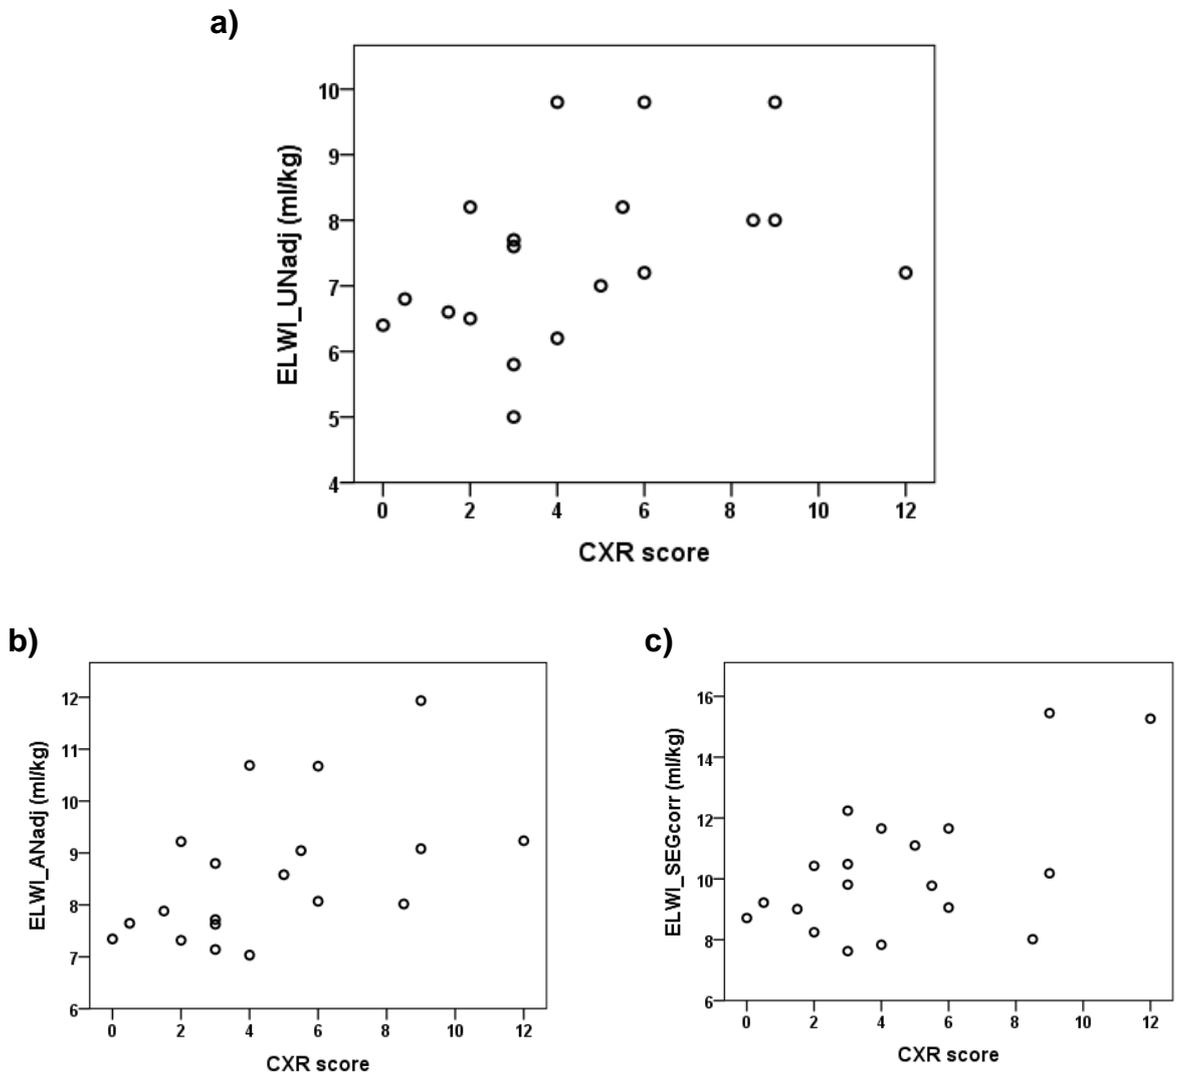 a)
10
9
8
7
6
5
4
ELWI_UNadj (ml/kg)
0 2 4 6 8 10 12
CXR score
b)
12
11
10
9
8
7
6
ELWI_ANadj (ml/kg)
0 2 4 6 8 10 12
CXR score
c)
16
14
12
10
8
6
ELWI_SEGcorr (ml/kg)
0 2 4 6 8 10 12
CXR score